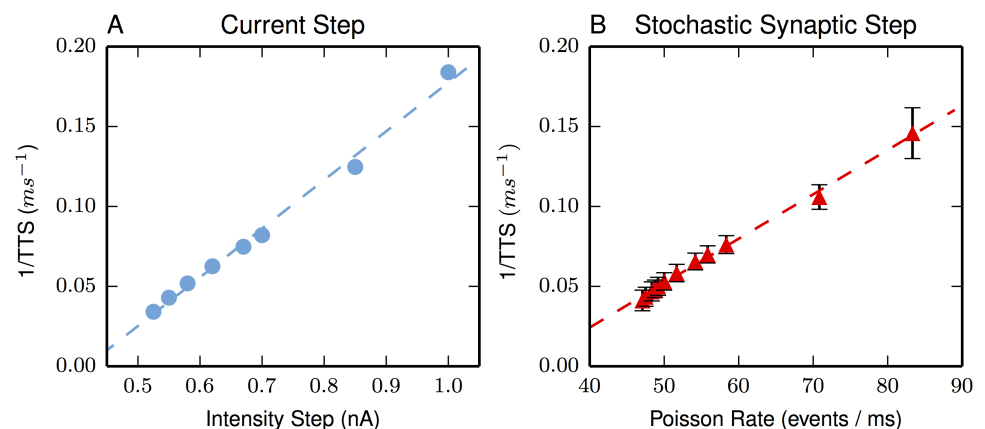 A Current Step
0.20
0.15
0.10
0.05
0.00
1/TTS (ms⁻¹)
0.5 0.6 0.7 0.8 0.9 1.0
Intensity Step (nA)
B Stochastic Synaptic Step
0.20
0.15
0.10
0.05
0.00
1/TTS (ms⁻¹)
40 50 60 70 80 90
Poisson Rate (events / ms)